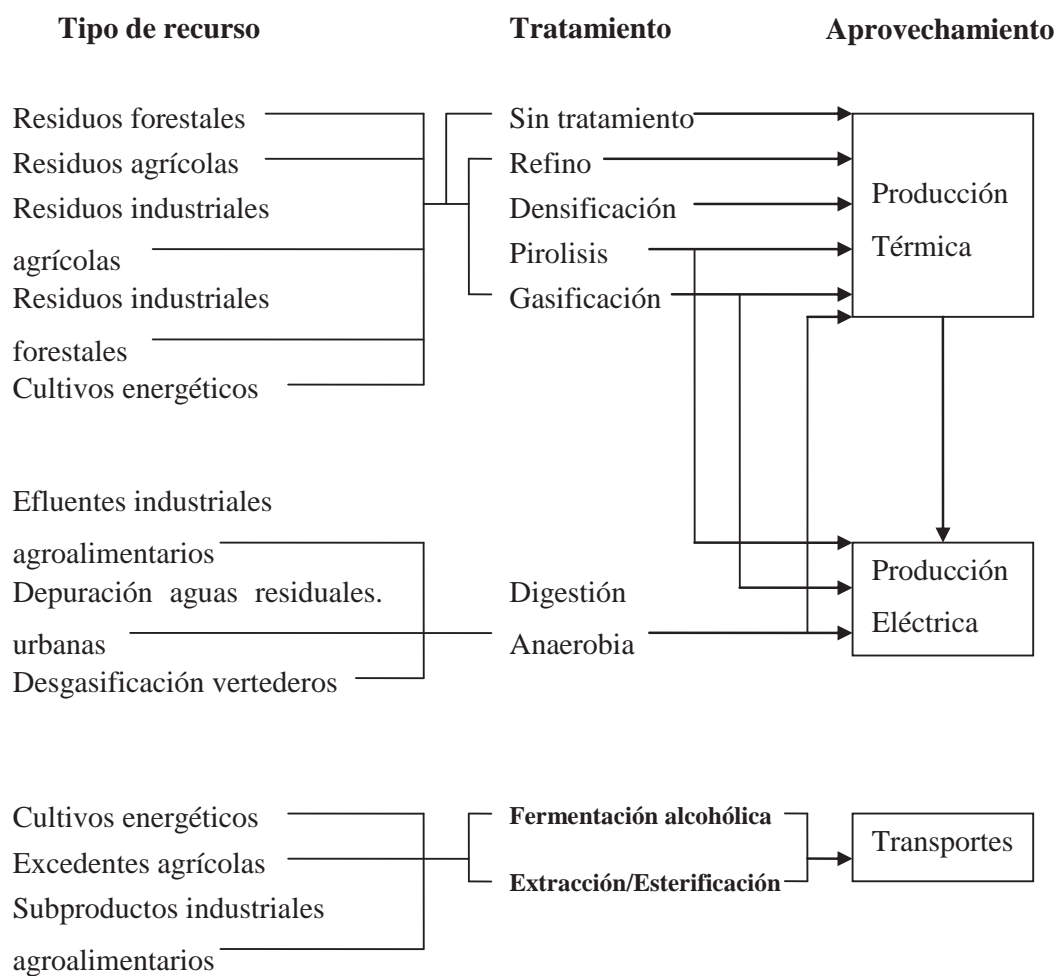 Tipo de recurso
Tratamiento
Aprovechamiento
Residuos forestales
Residuos agrícolas
Residuos industriales
agrícolas
Residuos industriales
forestales
Cultivos energéticos
Sin tratamiento
Refino
Densificación
Pirolisis
Gasificación
Producción
Térmica
Efluentes industriales
agroalimentarios
Depuración aguas residuales.
urbanas
Desgasificación vertederos
Digestión
Anaerobia
Producción
Eléctrica
Cultivos energéticos
Excedentes agrícolas
Subproductos industriales
agroalimentarios
Fermentación alcohólica
Extracción/Esterificación
Transportes